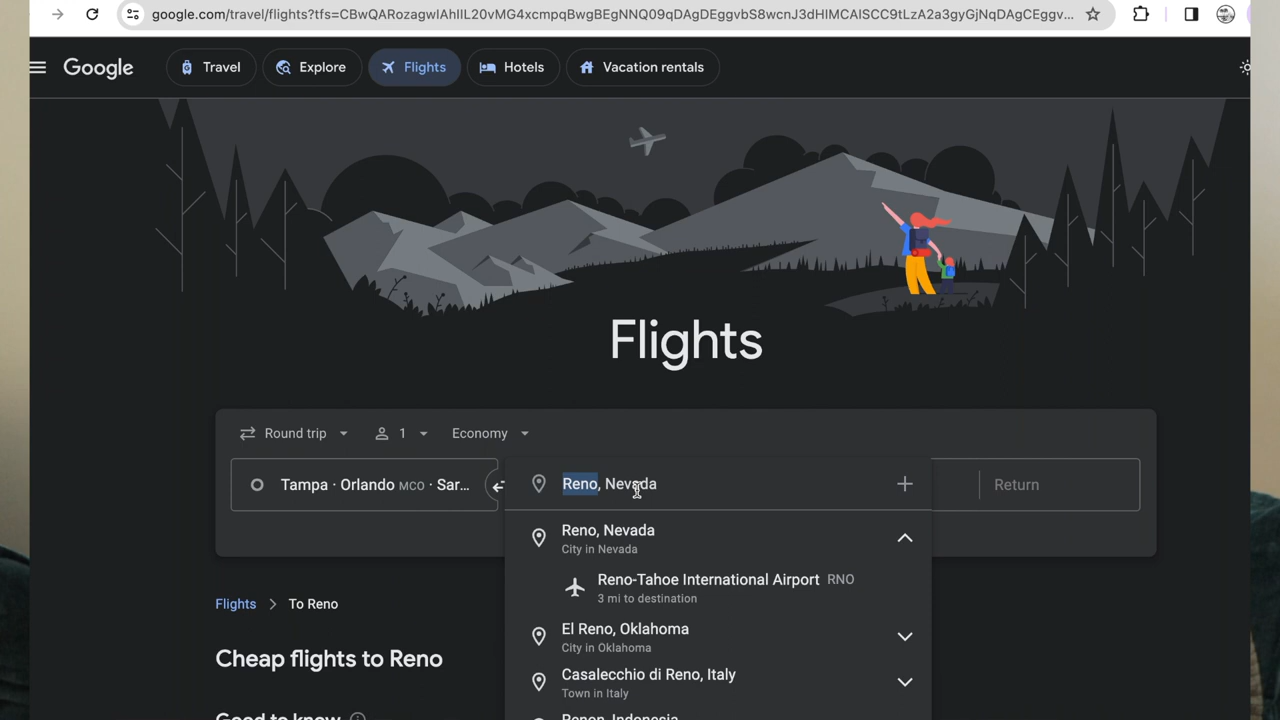 google.com/travel/flights?tfs=CBwQARozagwIAhIIL20vMG4xcmpqBwgBEgNNQ09qDAgDEggvbS8wcnJ3dHIMCAISCC9tLzA2a3gyGjNqDAgCEggv...
Google
Travel
Explore
Flights
Hotels
Vacation rentals
Flights
Round trip
1
Economy
Tampa · Orlando MCO · Sar...
Reno, Nevada
Return
Reno, Nevada
City in Nevada
Reno-Tahoe International Airport RNO
3 mi to destination
Flights > To Reno
El Reno, Oklahoma
City in Oklahoma
Cheap flights to Reno
Casalecchio di Reno, Italy
Town in Italy
Good to know